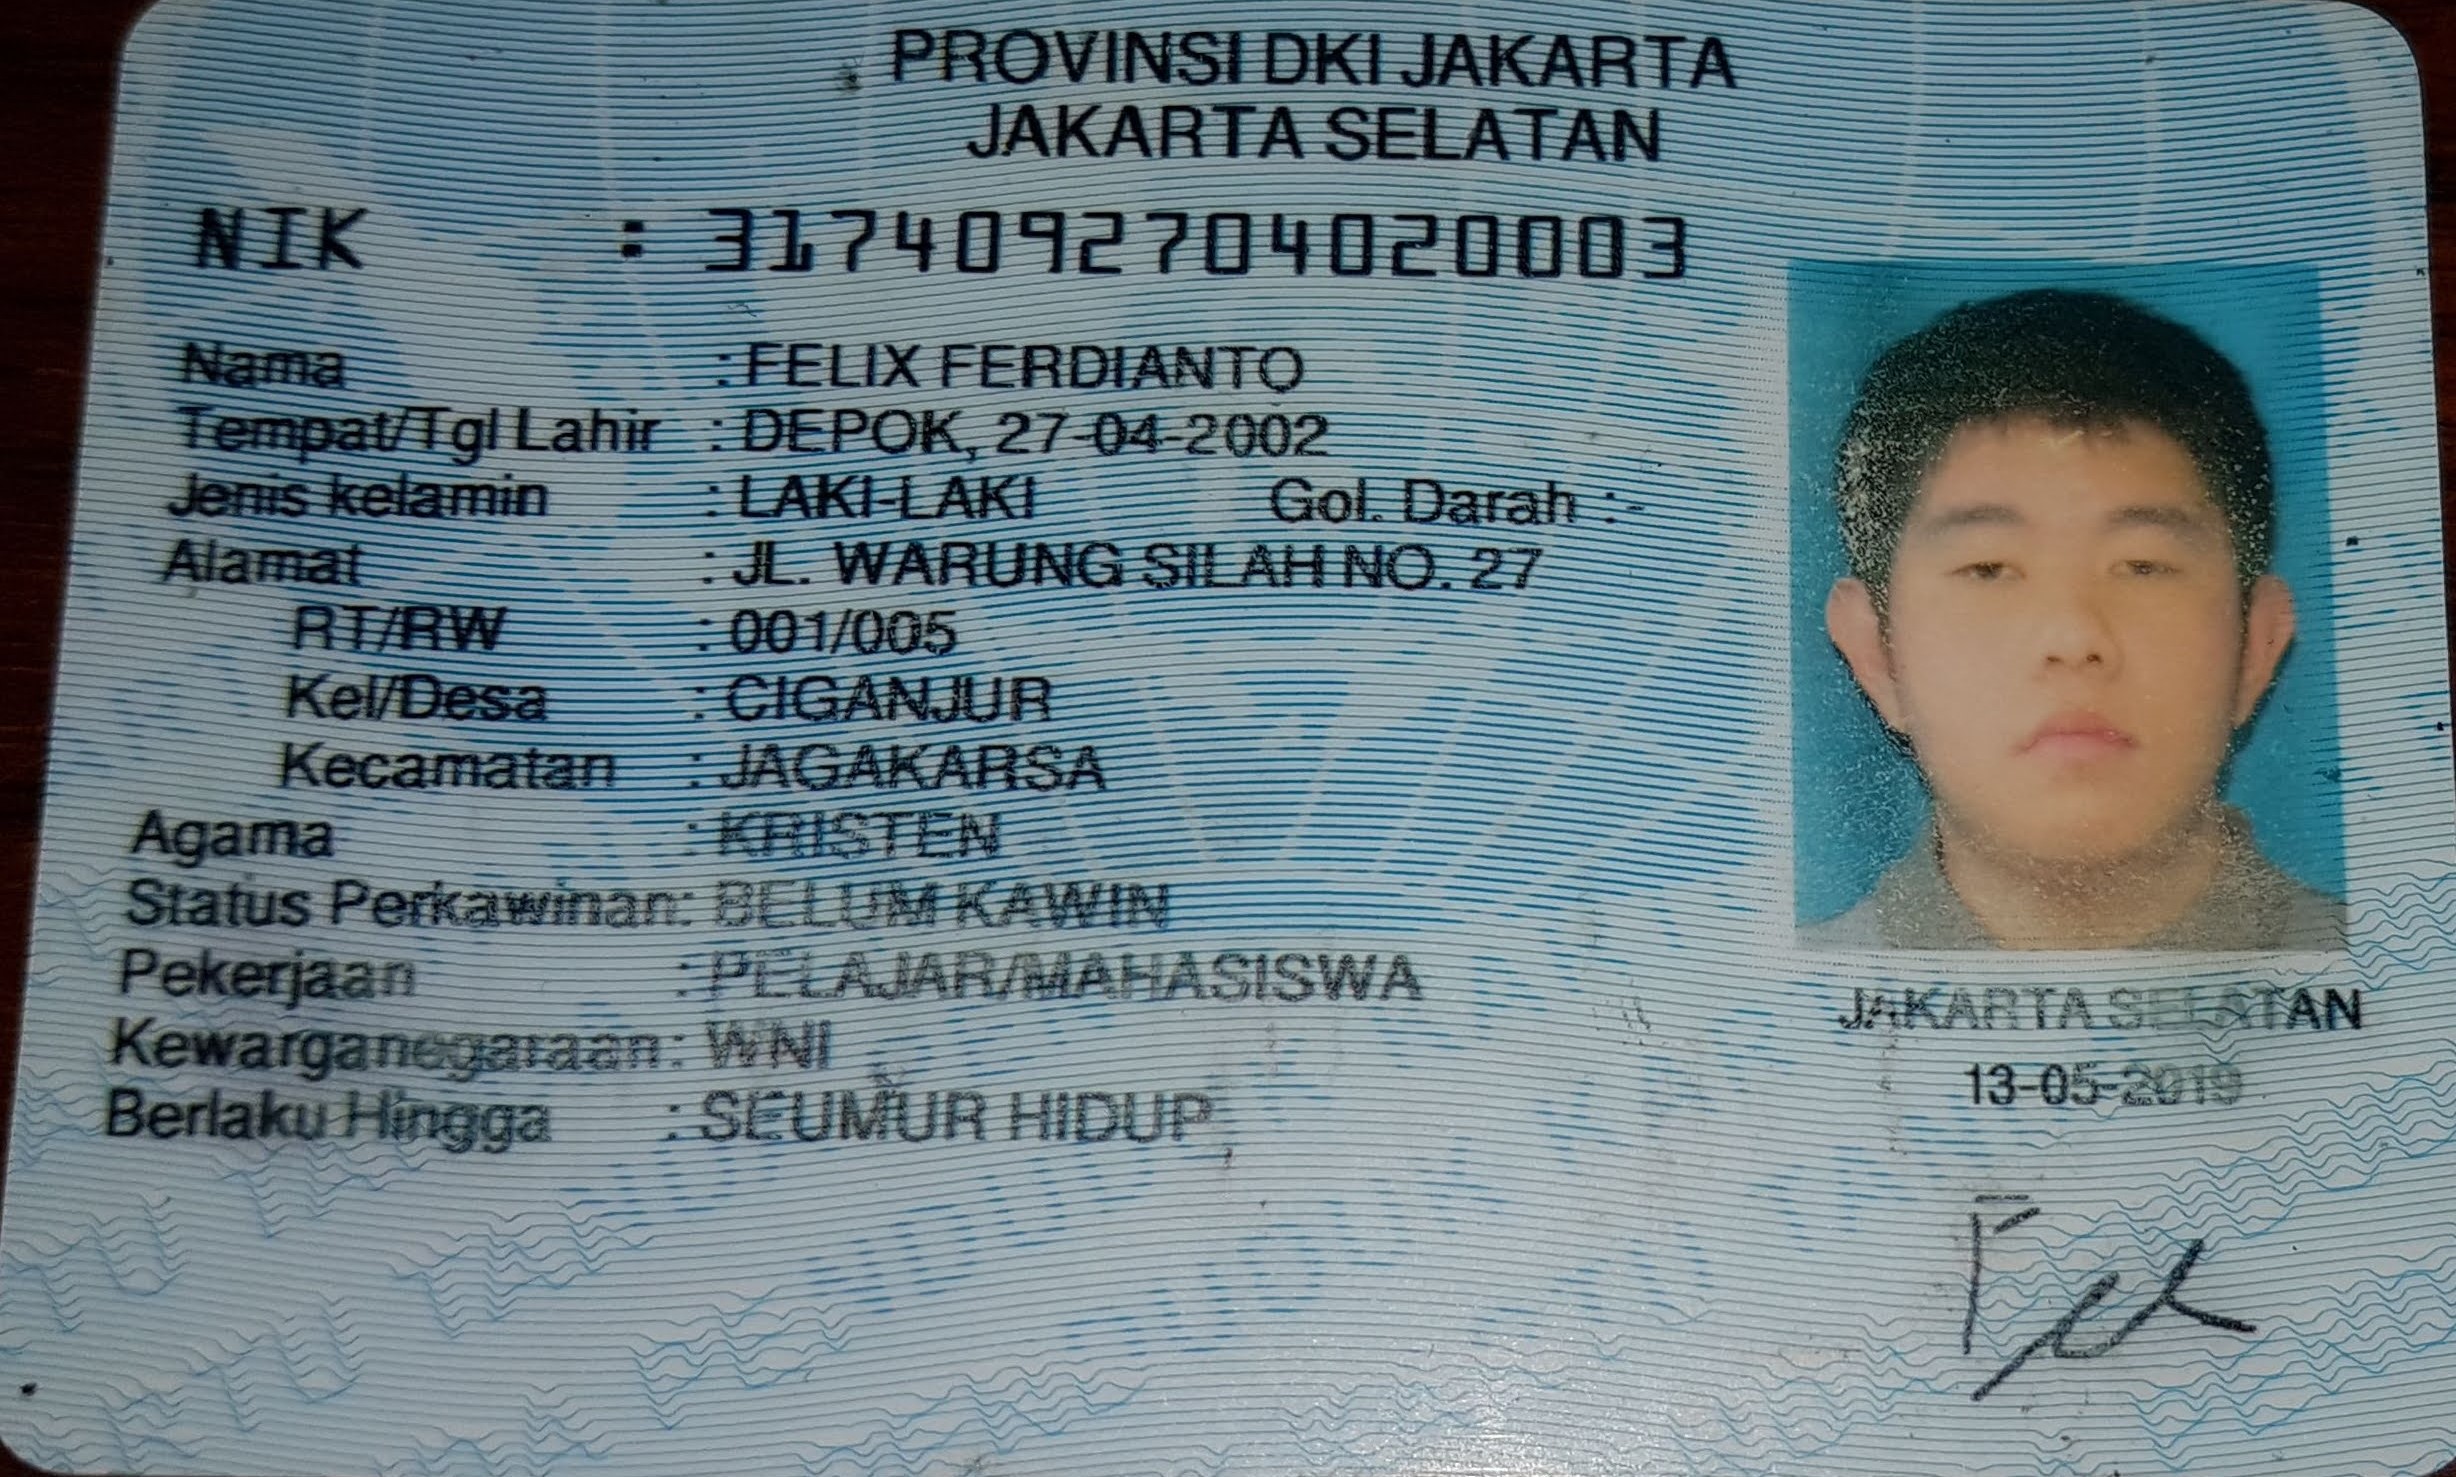 PROVINSI DKI JAKARTA
JAKARTA SELATAN
NIK : 3174092704020003
Nama : FELIX FERDIANTO
Tempat/Tgl Lahir : DEPOK, 27-04-2002
Jenis kelamin : LAKI-LAKI Gol. Darah :-
Alamat : JL. WARUNG SILAH NO. 27
RT/RW : 001/005
Kel/Desa : CIGANJUR
Kecamatan : JAGAKARSA
Agama : KRISTEN
Status Perkawinan: BELUM KAWIN
Pekerjaan : PELAJAR/MAHASISWA
Kewarganegaraan: WNI
Berlaku Hingga : SEUMUR HIDUP
JAKARTA SELATAN
13-05-2019